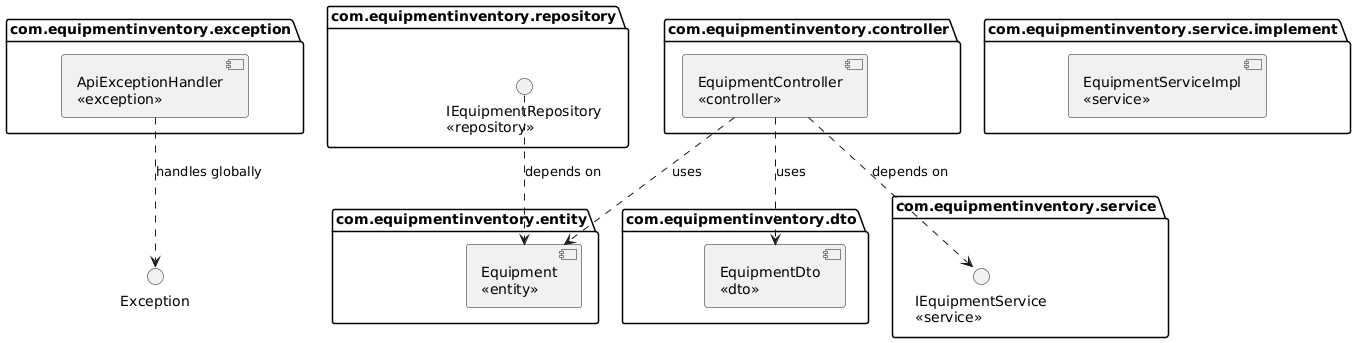 com.equipmentinventory.exception
ApiExceptionHandler
«exception»
com.equipmentinventory.repository
IEquipmentRepository
«repository»
com.equipmentinventory.controller
EquipmentController
«controller»
com.equipmentinventory.service.implement
EquipmentServiceImpl
«service»
handles globally
depends on
uses
uses
depends on
Exception
com.equipmentinventory.entity
Equipment
«entity»
com.equipmentinventory.dto
EquipmentDto
«dto»
com.equipmentinventory.service
IEquipmentService
«service»